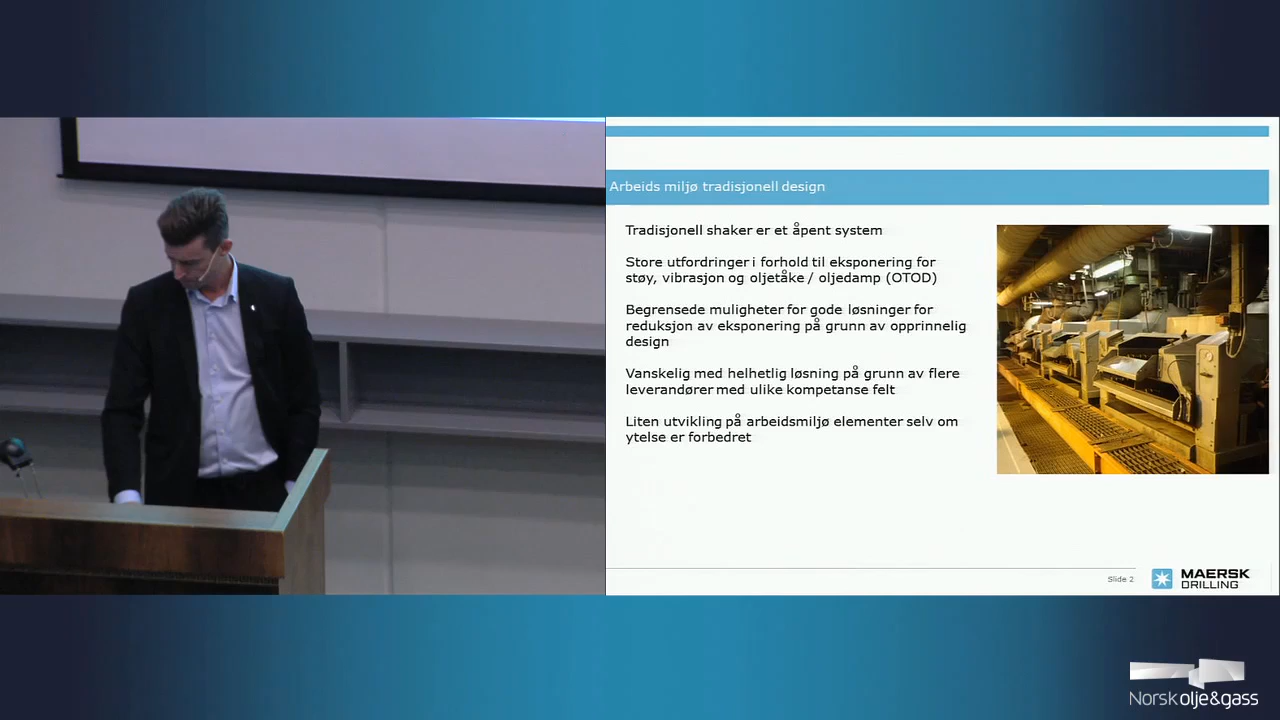 Arbeids miljø tradisjonell design
Tradisjonell shaker er et åpent system
Store utfordringer i forhold til eksponering for
støy, vibrasjon og oljetåke / oljedamp (OTOD)
Begrensede muligheter for gode løsninger for
reduksjon av eksponering på grunn av opprinnelig
design
Vanskelig med helhetlig løsning på grunn av flere
leverandører med ulike kompetanse felt
Liten utvikling på arbeidsmiljø elementer selv om
ytelse er forbedret
Slide 2
MAERSK
DRILLING
Norsk olje&gass